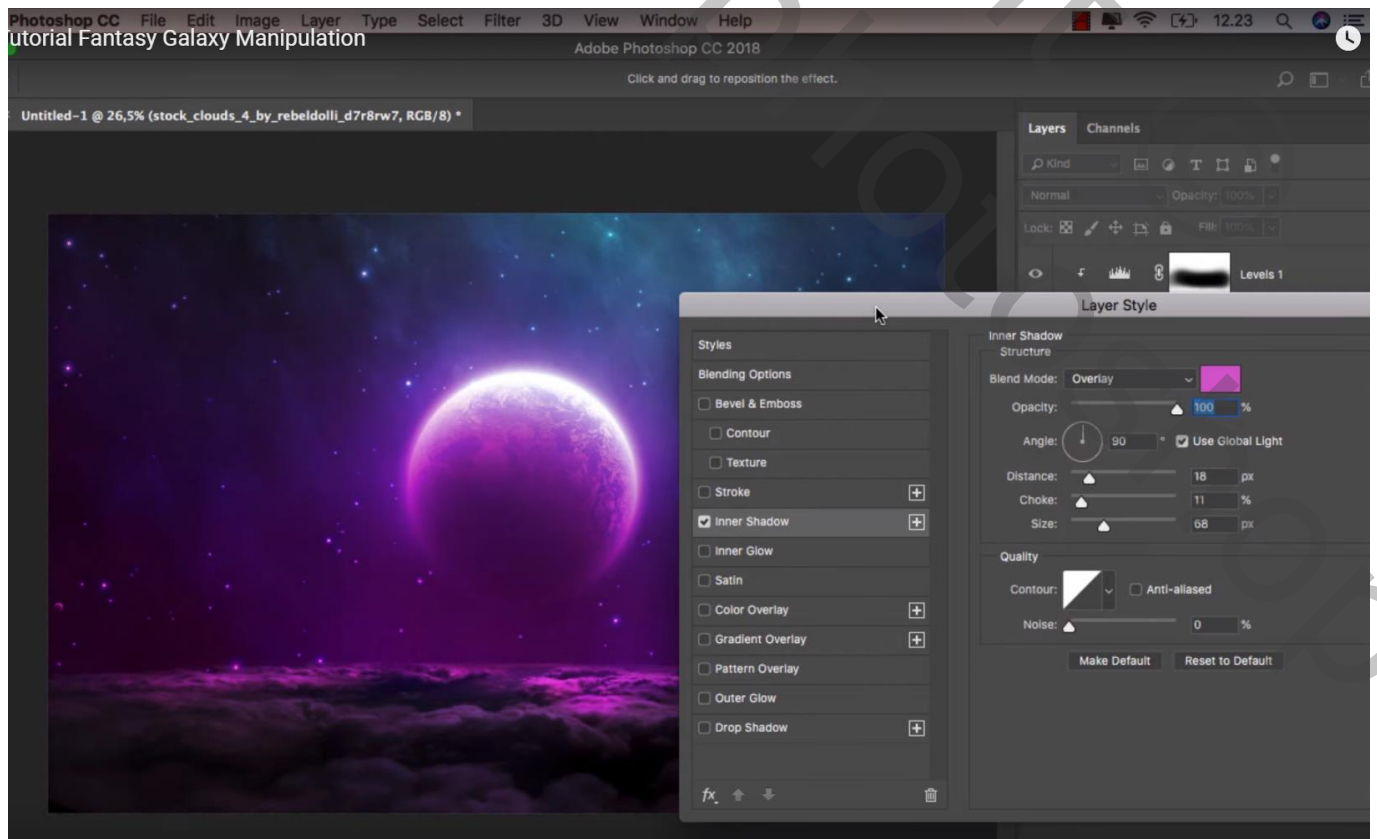 Photoshop CC File Edit Image Layer Type Select Filter 3D View Window Help 12.23
utorial Fantasy Galaxy Manipulation
Adobe Photoshop CC 2018
Click and drag to reposition the effect.
Untitled-1 @ 26,5% (stock_clouds_4_by_rebeldolli_d7r8rw7, RGB/8) *
Layers Channels
Kind
Normal Opacity: 100%
Lock: Fill: 100%
Levels 1
Layer Style
Styles
Blending Options
Bevel & Emboss
Contour
Texture
Stroke
Inner Shadow
Inner Glow
Satin
Color Overlay
Gradient Overlay
Pattern Overlay
Outer Glow
Drop Shadow
fx
Inner Shadow
Structure
Blend Mode: Overlay
Opacity: 100 %
Angle: 90 ° Use Global Light
Distance: 18 px
Choke: 11 %
Size: 68 px
Quality
Contour: Anti-aliased
Noise: 0 %
Make Default Reset to Default